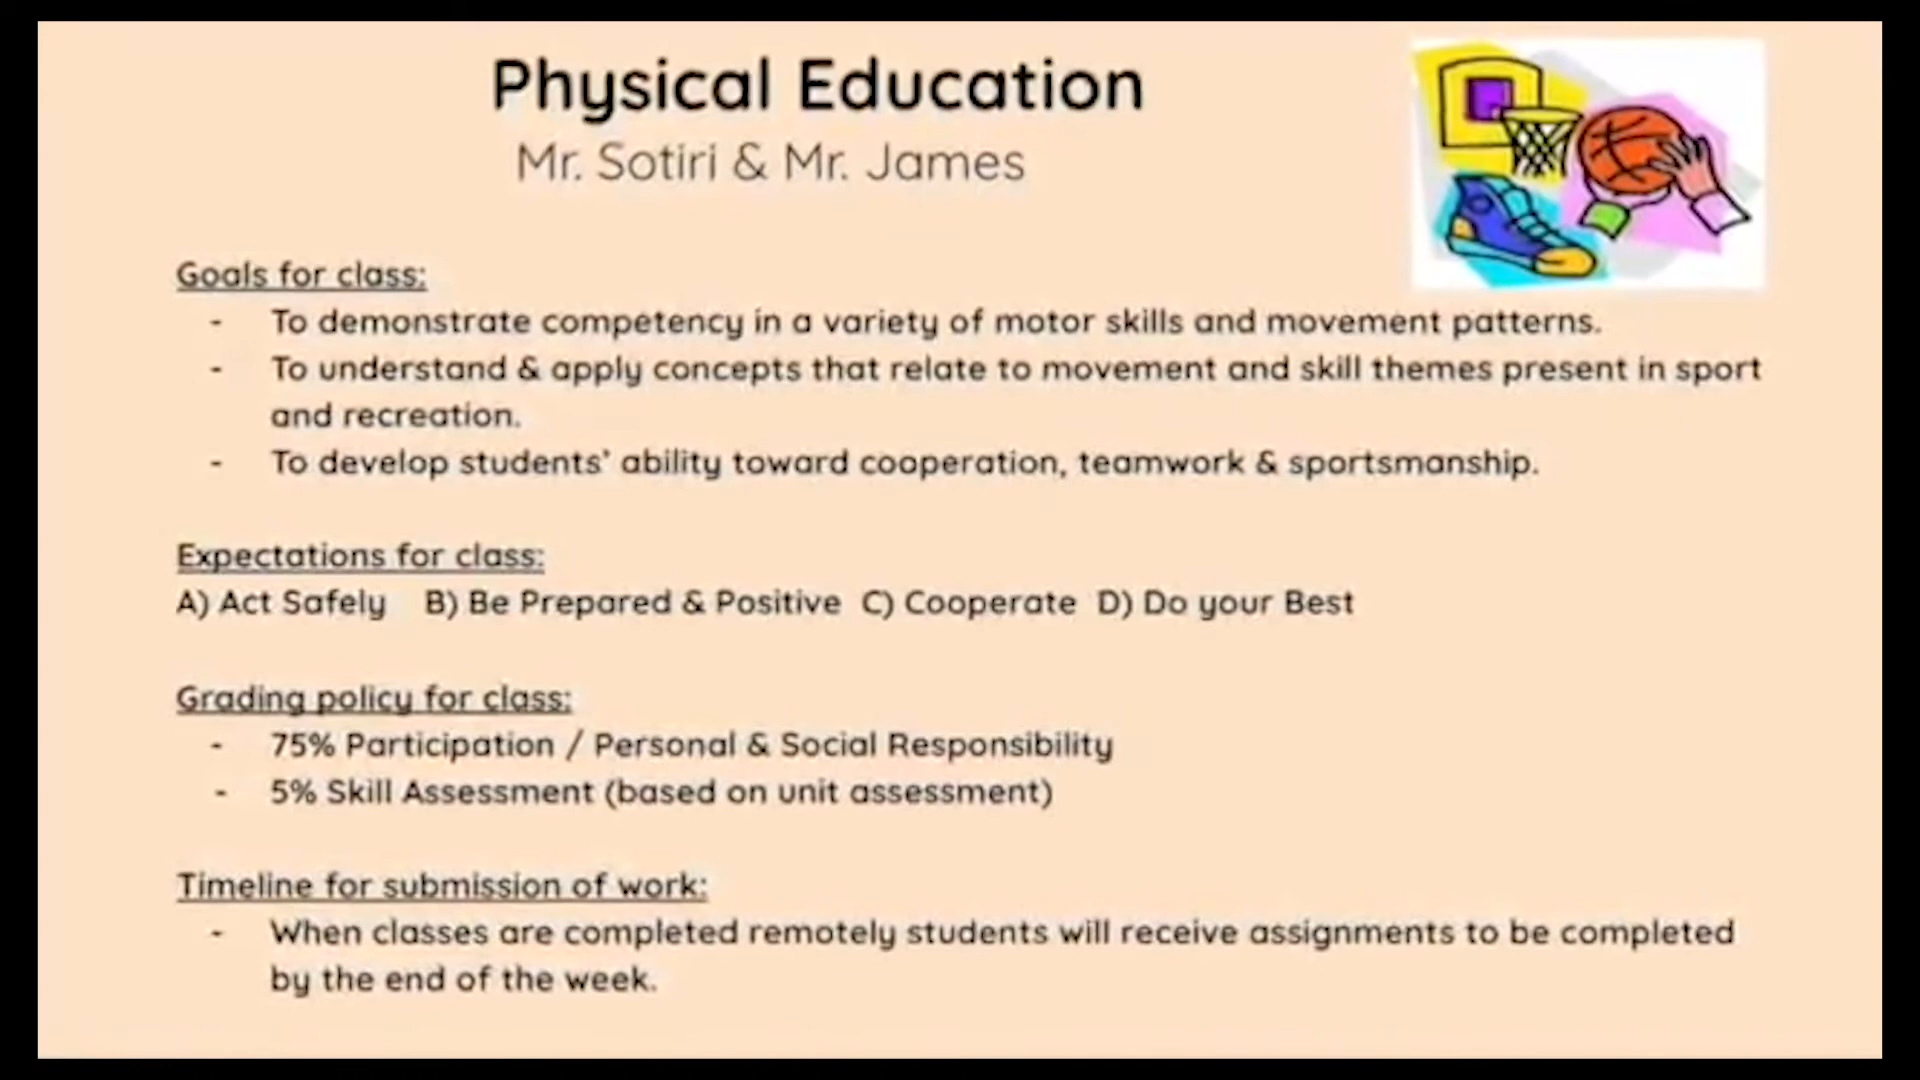 Physical Education
Mr. Sotiri & Mr. James
Goals for class:
- To demonstrate competency in a variety of motor skills and movement patterns.
- To understand & apply concepts that relate to movement and skill themes present in sport
and recreation.
- To develop students' ability toward cooperation, teamwork & sportsmanship.
Expectations for class:
A) Act Safely B) Be Prepared & Positive C) Cooperate D) Do your Best
Grading policy for class:
- 75% Participation / Personal & Social Responsibility
- 5% Skill Assessment (based on unit assessment)
Timeline for submission of work:
- When classes are completed remotely students will receive assignments to be completed
by the end of the week.